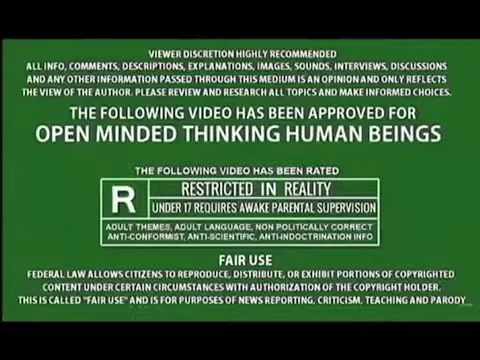 VIEWER DISCRETION HIGHLY RECOMMENDED
ALL INFO, COMMENTS, DESCRIPTIONS, EXPLANATIONS, IMAGES, SOUNDS, INTERVIEWS, DISCUSSIONS
AND ANY OTHER INFORMATION PASSED THROUGH THIS MEDIUM IS AN OPINION AND ONLY REFLECTS
THE VIEW OF THE AUTHOR. PLEASE REVIEW AND RESEARCH ALL TOPICS AND MAKE INFORMED CHOICES.
THE FOLLOWING VIDEO HAS BEEN APPROVED FOR
OPEN MINDED THINKING HUMAN BEINGS
THE FOLLOWING VIDEO HAS BEEN RATED
R
RESTRICTED IN REALITY
UNDER 17 REQUIRES AWAKE PARENTAL SUPERVISION
ADULT THEMES, ADULT LANGUAGE, NON POLITICALLY CORRECT
ANTI-CONFORMIST, ANTI-SCIENTIFIC, ANTI-INDOCTRINATION INFO
FAIR USE
FEDERAL LAW ALLOWS CITIZENS TO REPRODUCE, DISTRIBUTE, OR EXHIBIT PORTIONS OF COPYRIGHTED
CONTENT UNDER CERTAIN CIRCUMSTANCES WITH AUTHORIZATION OF THE COPYRIGHT HOLDER.
THIS IS CALLED "FAIR USE" AND IS FOR PURPOSES OF NEWS REPORTING, CRITICISM, TEACHING AND PARODY...